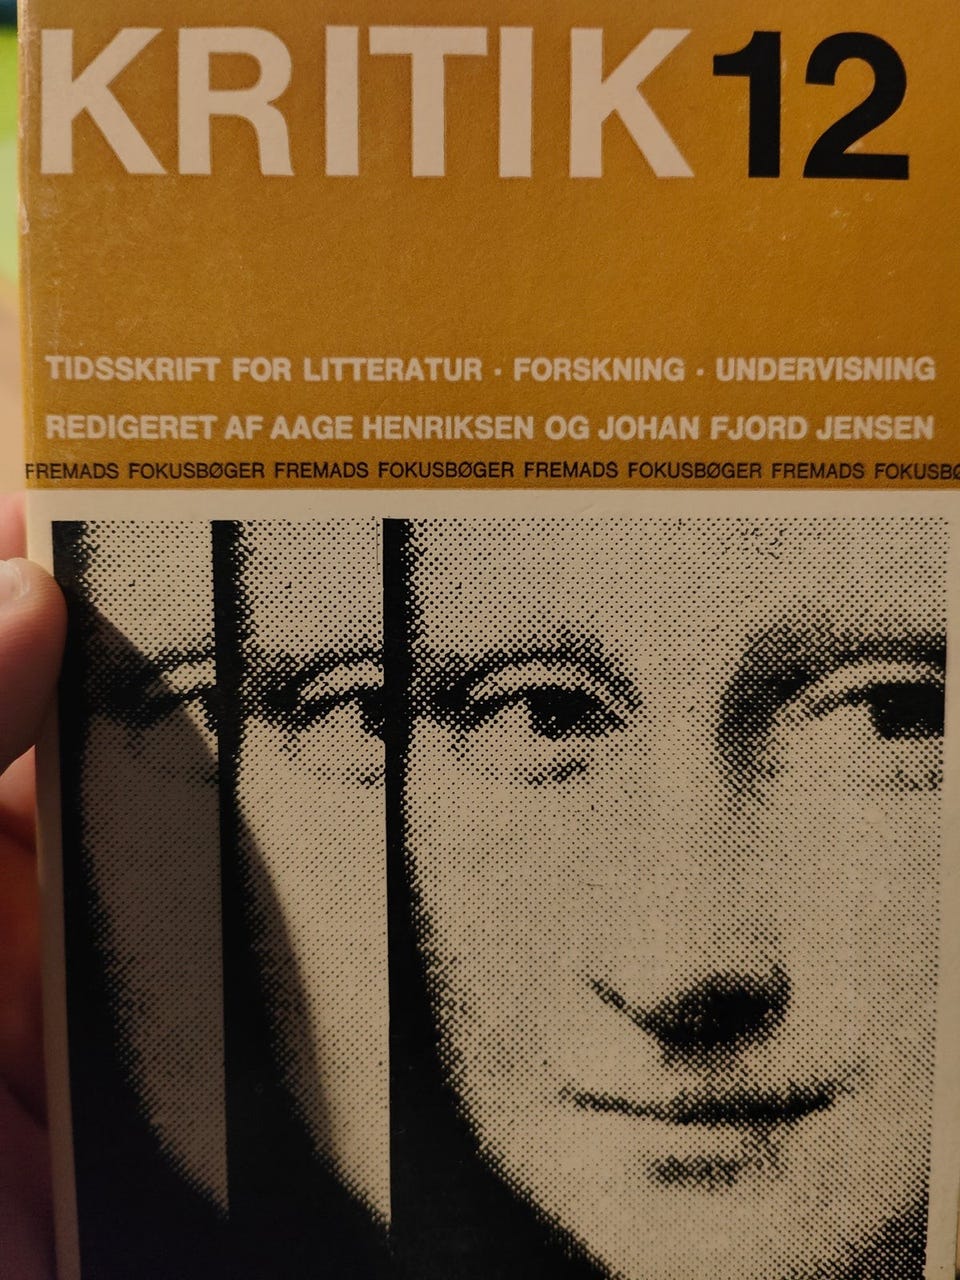 KRITIK 12
TIDSSKRIFT FOR LITTERATUR · FORSKNING · UNDERVISNING
REDIGERET AF AAGE HENRIKSEN OG JOHAN FJORD JENSEN
FREMADS FOKUSBØGER FREMADS FOKUSBØGER FREMADS FOKUSBØGER FREMADS FOKUSBØ